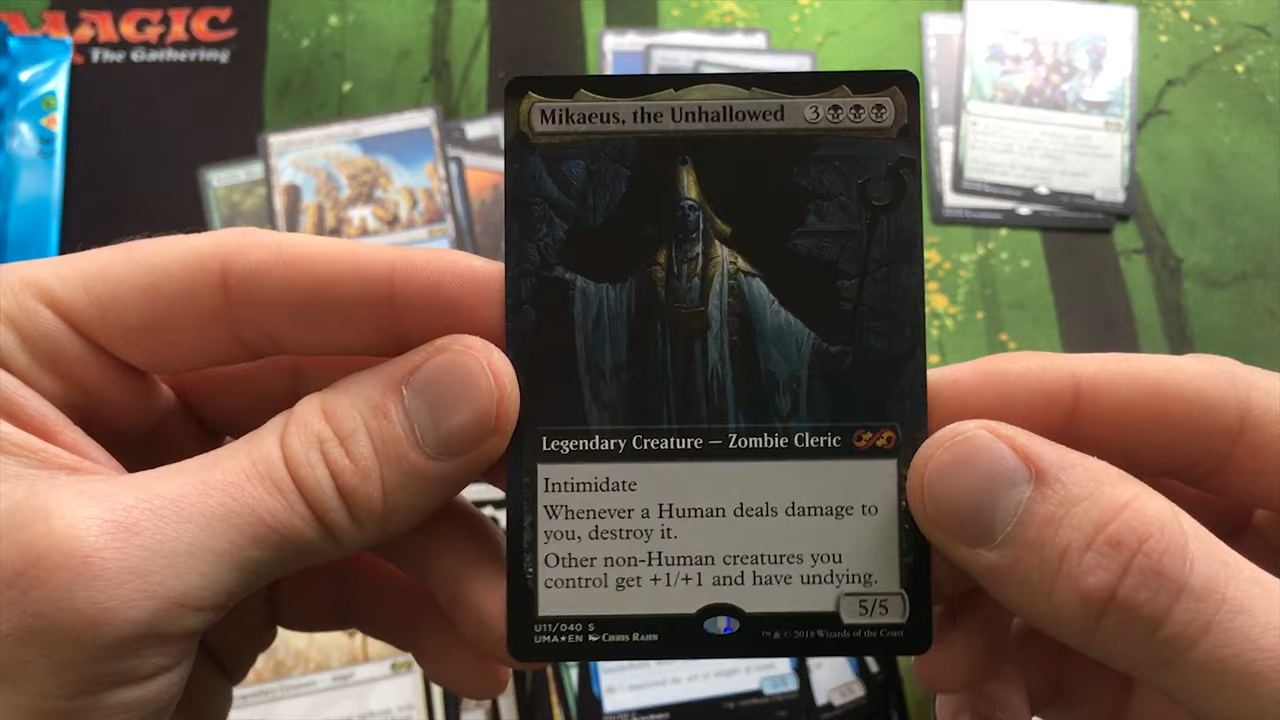 MAGIC
The Gathering
Mikaeus, the Unhallowed 3
Legendary Creature — Zombie Cleric
Intimidate
Whenever a Human deals damage to
you, destroy it.
Other non-Human creatures you
control get +1/+1 and have undying.
5/5
U11/040 S
UMA★EN Chris Rahn
™ & © 2018 Wizards of the Coast